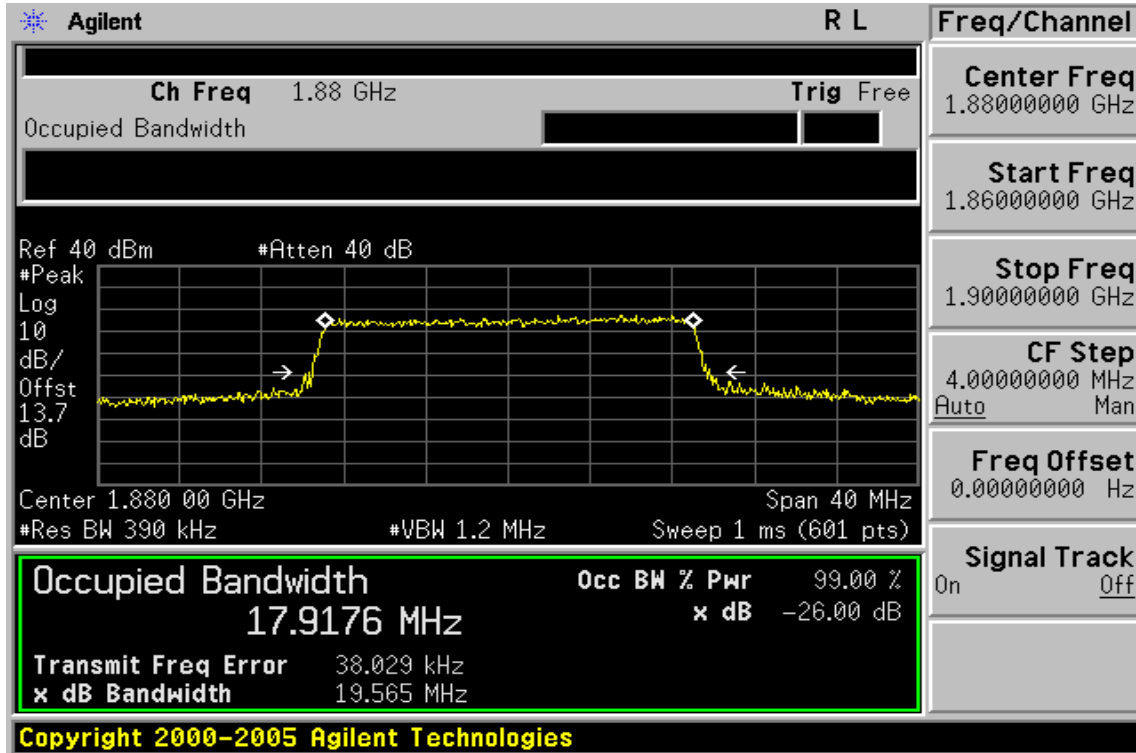 Agilent R L
Ch Freq 1.88 GHz Trig Free
Occupied Bandwidth
Ref 40 dBm #Atten 40 dB
#Peak
Log
10
dB/
Offst
13.7
dB
Center 1.880 00 GHz Span 40 MHz
#Res BW 390 kHz #VBW 1.2 MHz Sweep 1 ms (601 pts)
Occupied Bandwidth Occ BW % Pwr 99.00 %
17.9176 MHz x dB -26.00 dB
Transmit Freq Error 38.029 kHz
x dB Bandwidth 19.565 MHz
Copyright 2000-2005 Agilent Technologies
Freq/Channel
Center Freq
1.88000000 GHz
Start Freq
1.86000000 GHz
Stop Freq
1.90000000 GHz
CF Step
4.00000000 MHz
Auto Man
Freq Offset
0.00000000 Hz
Signal Track
On Off